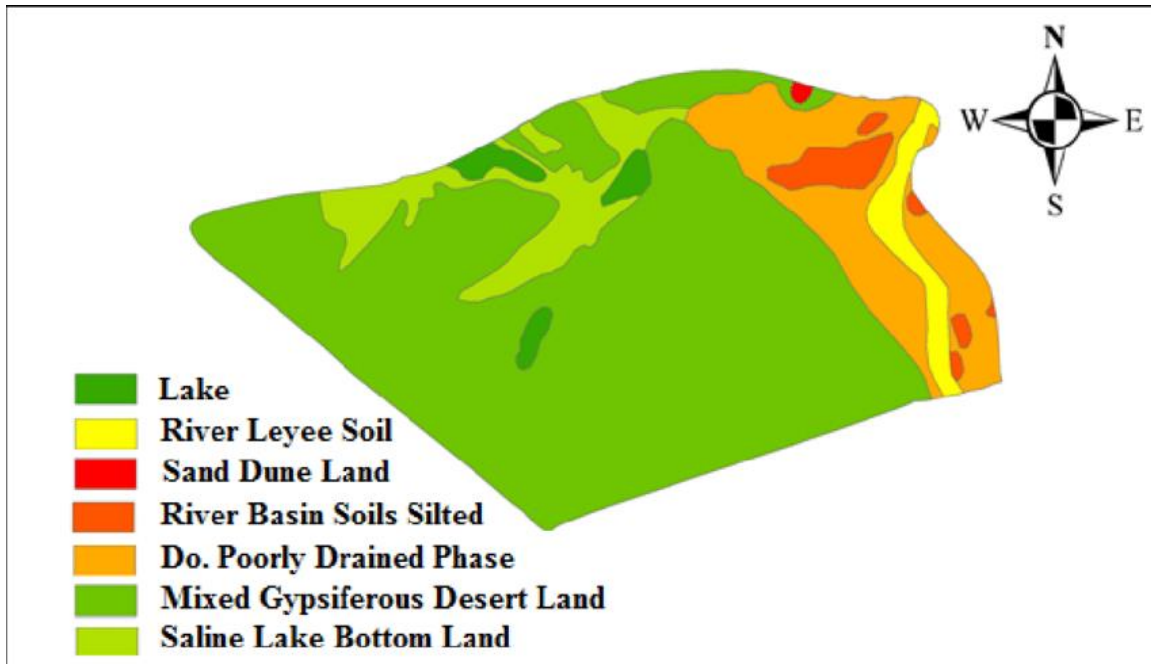 N
W E
S
Lake
River Leyee Soil
Sand Dune Land
River Basin Soils Silted
Do. Poorly Drained Phase
Mixed Gypsiferous Desert Land
Saline Lake Bottom Land